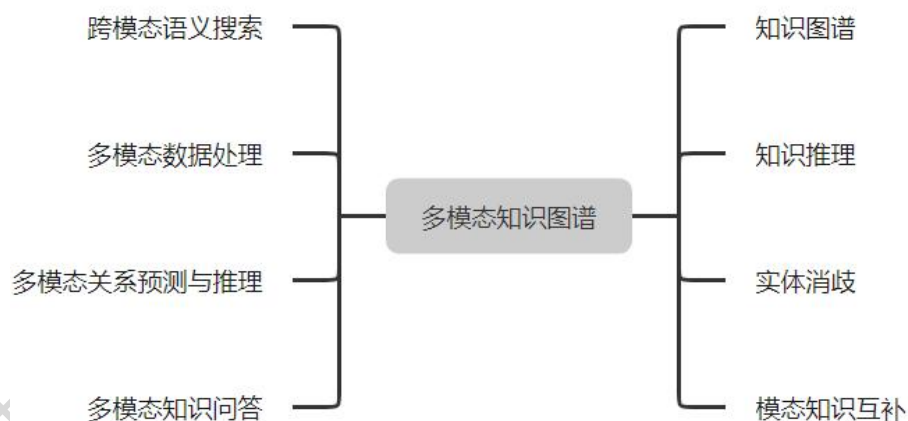 跨模态语义搜索
多模态数据处理
多模态关系预测与推理
多模态知识问答
多模态知识图谱
知识图谱
知识推理
实体消歧
模态知识互补